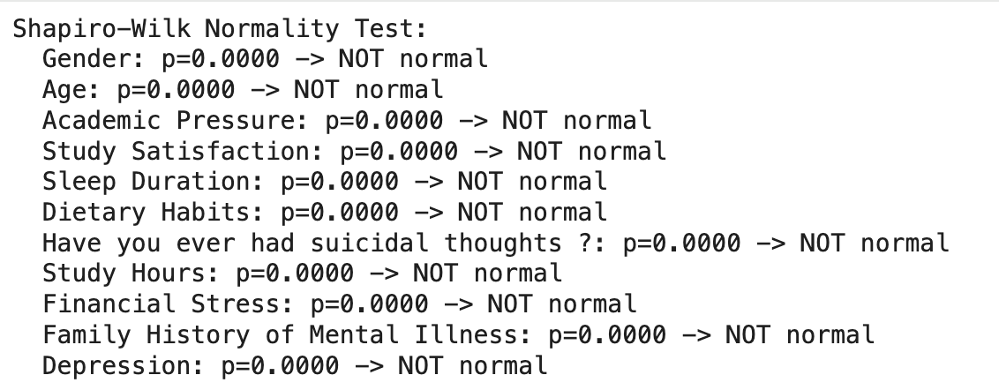 Shapiro-Wilk Normality Test:
Gender: p=0.0000 -> NOT normal
Age: p=0.0000 -> NOT normal
Academic Pressure: p=0.0000 -> NOT normal
Study Satisfaction: p=0.0000 -> NOT normal
Sleep Duration: p=0.0000 -> NOT normal
Dietary Habits: p=0.0000 -> NOT normal
Have you ever had suicidal thoughts ?: p=0.0000 -> NOT normal
Study Hours: p=0.0000 -> NOT normal
Financial Stress: p=0.0000 -> NOT normal
Family History of Mental Illness: p=0.0000 -> NOT normal
Depression: p=0.0000 -> NOT normal